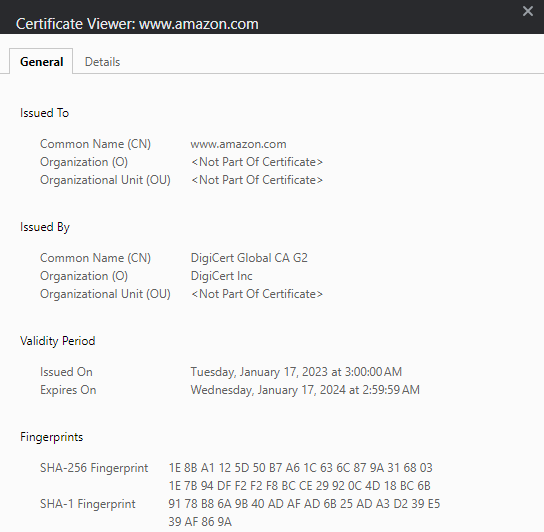 Certificate Viewer: www.amazon.com
General Details
Issued To
Common Name (CN) www.amazon.com
Organization (O) <Not Part Of Certificate>
Organizational Unit (OU) <Not Part Of Certificate>
Issued By
Common Name (CN) DigiCert Global CA G2
Organization (O) DigiCert Inc
Organizational Unit (OU) <Not Part Of Certificate>
Validity Period
Issued On Tuesday, January 17, 2023 at 3:00:00 AM
Expires On Wednesday, January 17, 2024 at 2:59:59 AM
Fingerprints
SHA-256 Fingerprint 1E 8B A1 12 5D 50 B7 A6 1C 63 6C 87 9A 31 68 03
1E 7B 94 DF F2 F2 F8 BC CE 29 92 0C 4D 18 BC 6B
SHA-1 Fingerprint 91 78 B8 6A 9B 40 AD AF AD 6B 25 AD A3 D2 39 E5
39 AF 86 9A